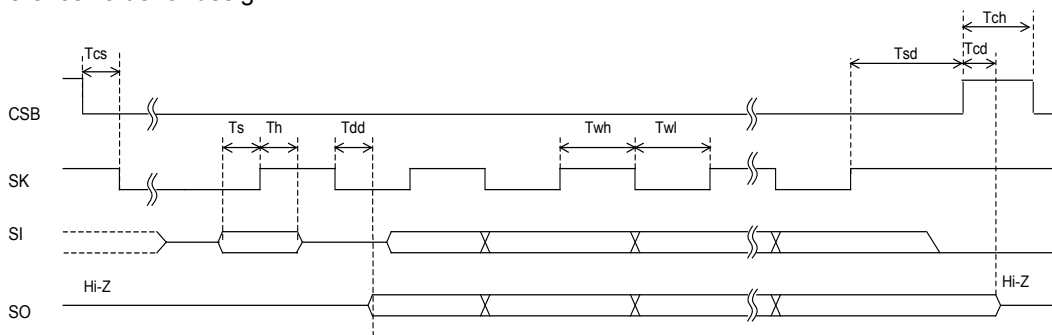 Tch
Tcs
Tsd
Tcd
CSB
Ts
Th
Tdd
Twh
Twl
SK
SI
Hi-Z
Hi-Z
SO